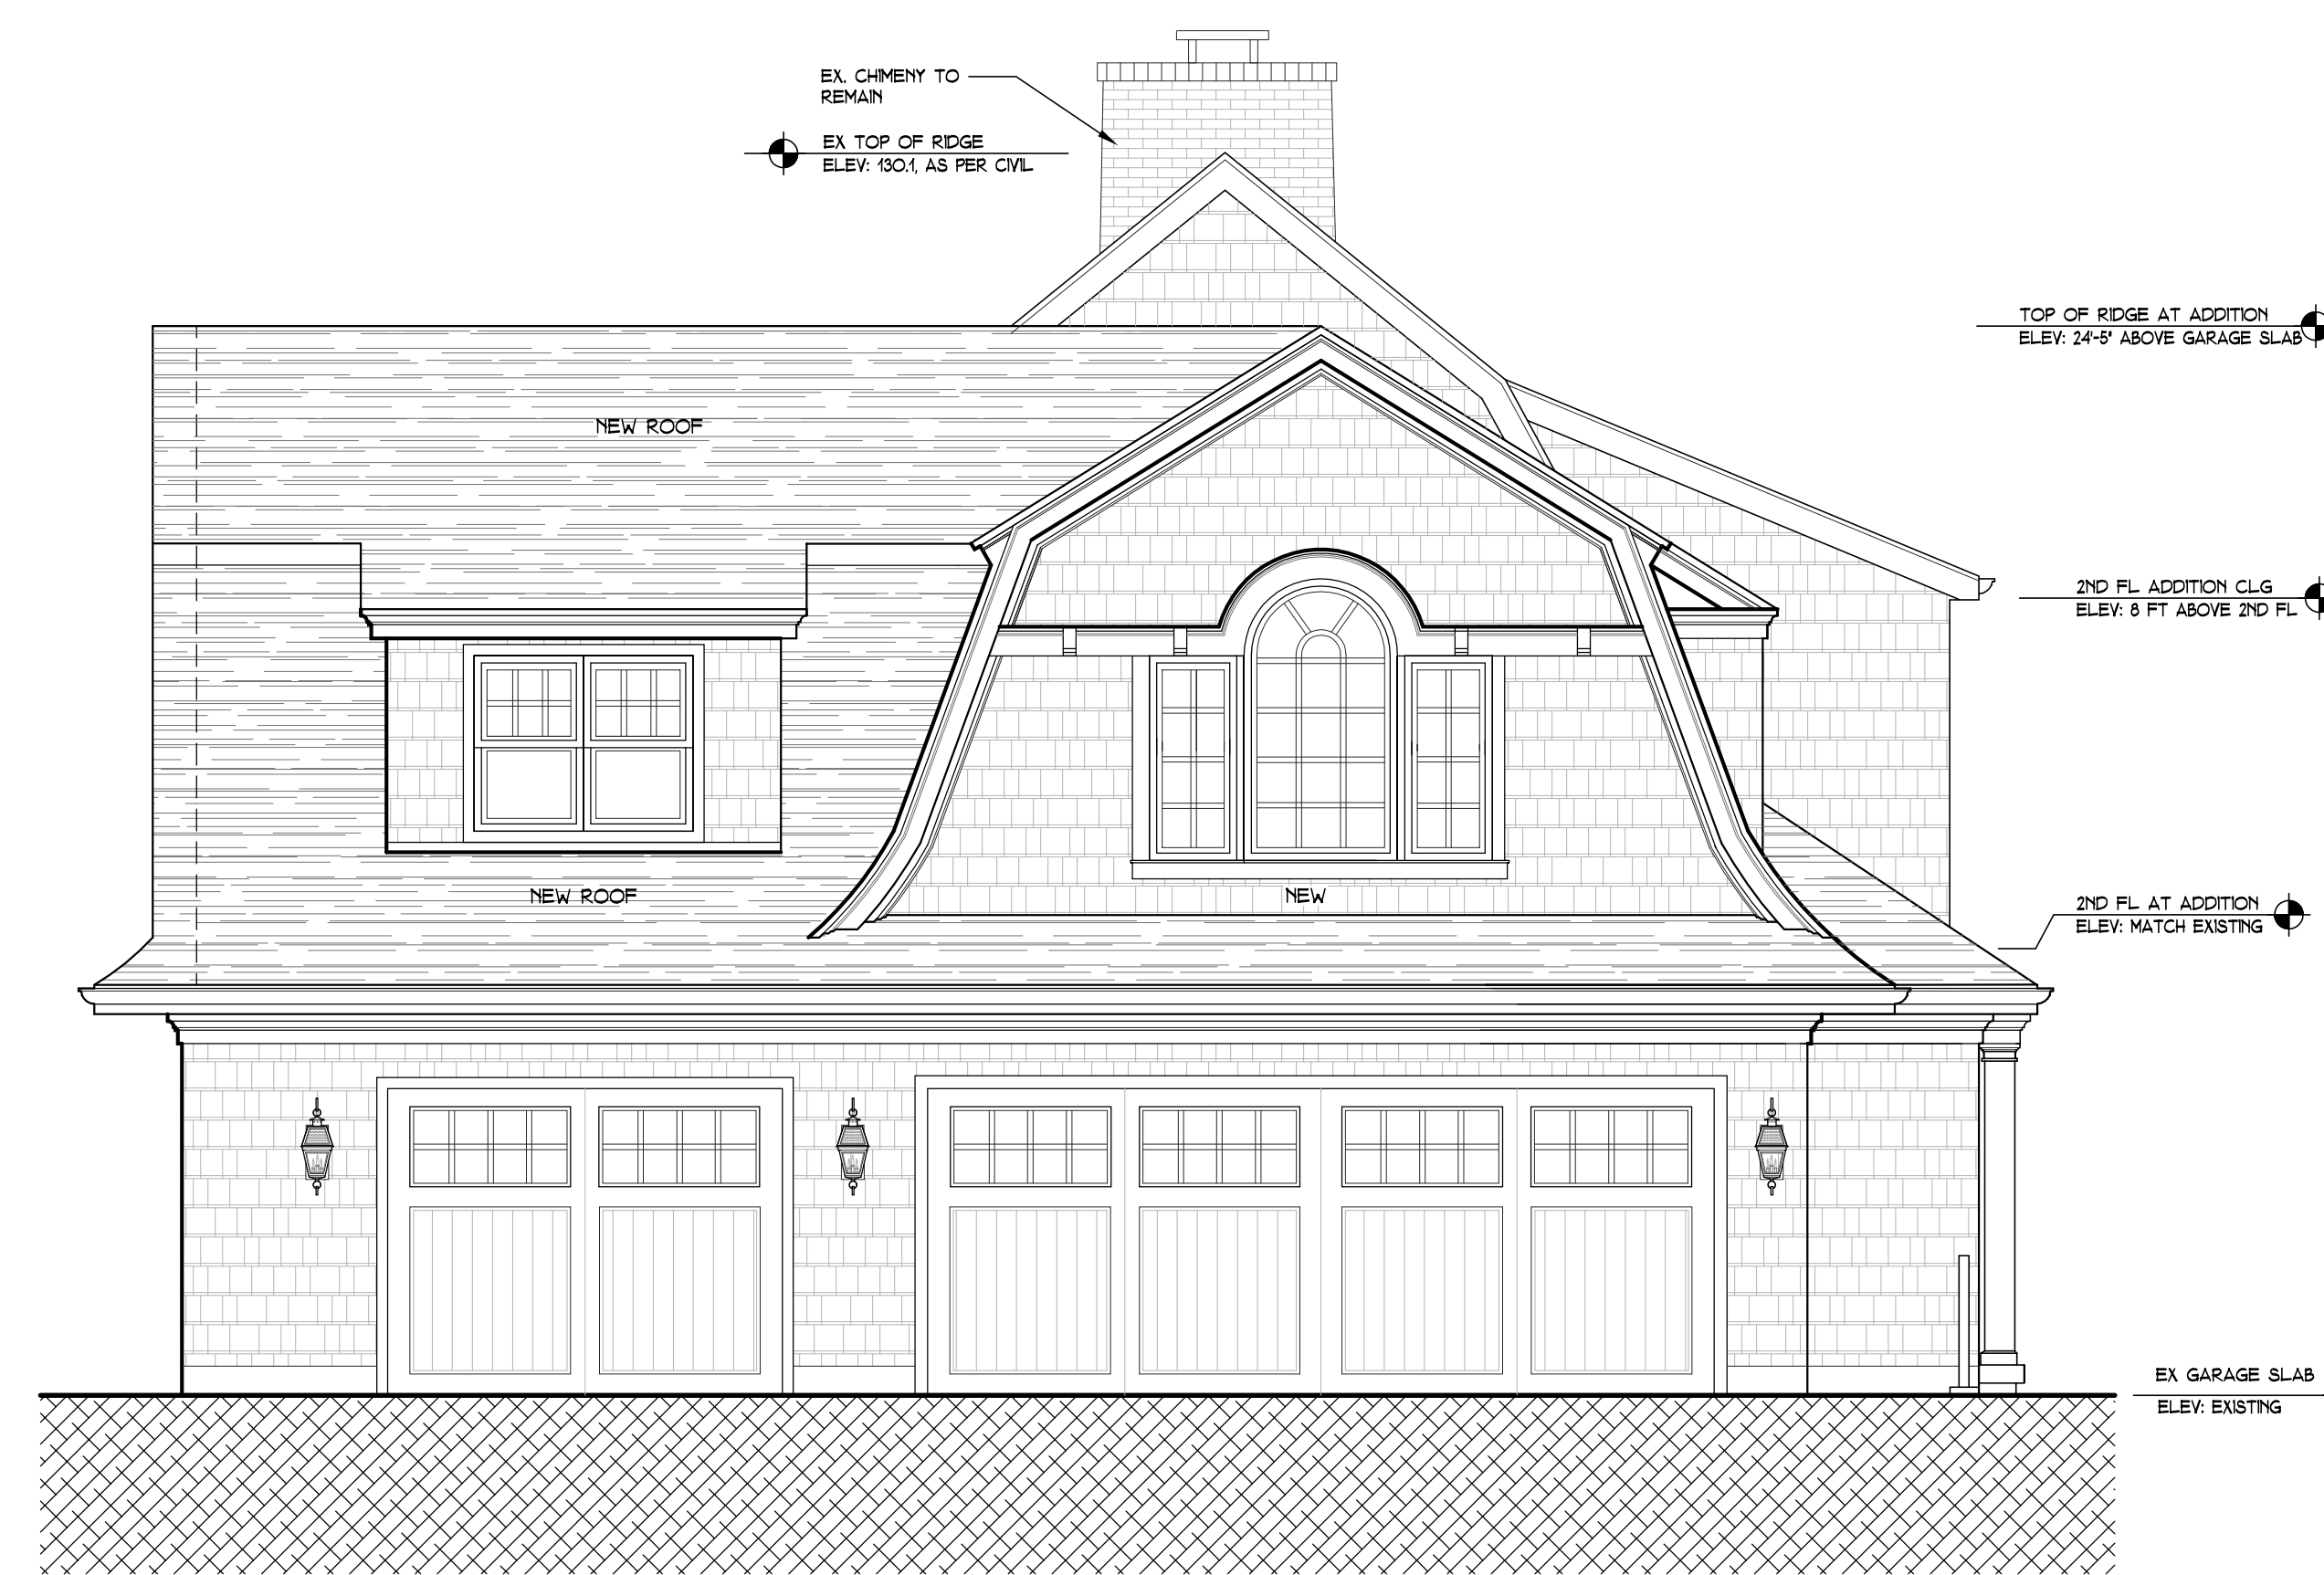 EX. CHIMENY TO
REMAIN
EX TOP OF RIDGE
ELEV: 130.1, AS PER CIVIL
TOP OF RIDGE AT ADDITION
ELEV: 24'-5" ABOVE GARAGE SLAB
NEW ROOF
2ND FL ADDITION CLG
ELEV: 8 FT ABOVE 2ND FL
NEW ROOF
NEW
2ND FL AT ADDITION
ELEV: MATCH EXISTING
EX GARAGE SLAB
ELEV: EXISTING